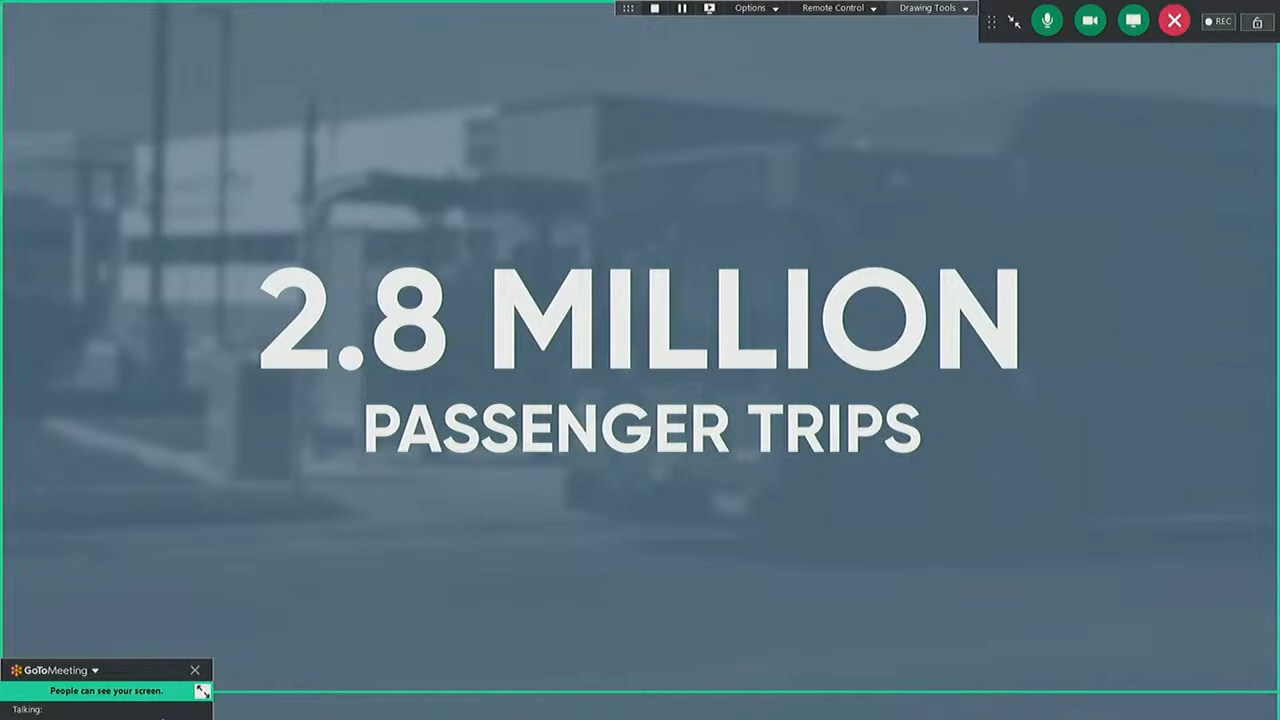 Options Remote Control Drawing Tools
REC
2.8 MILLION
PASSENGER TRIPS
GoToMeeting
People can see your screen.
Talking: